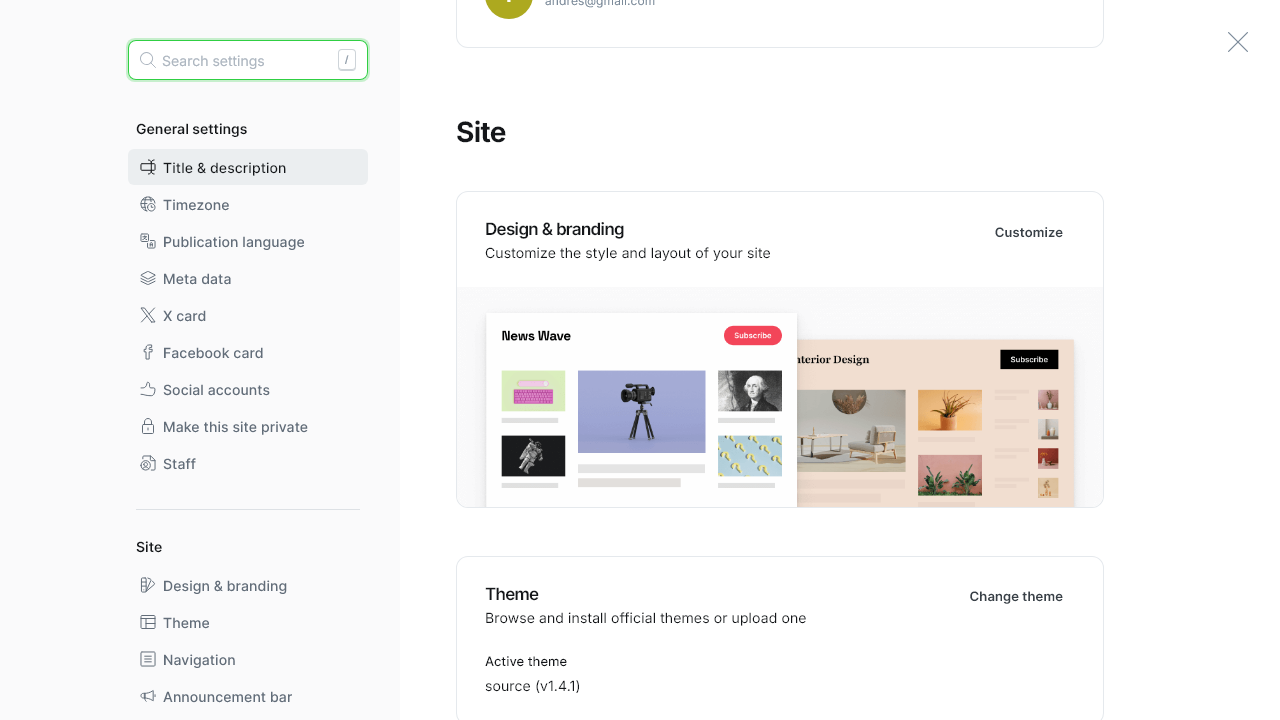 andres@gmail.com
Search settings
/
General settings
Title & description
Timezone
Publication language
Meta data
X card
Facebook card
Social accounts
Make this site private
Staff
Site
Design & branding
Theme
Navigation
Announcement bar
Site
Design & branding
Customize
Customize the style and layout of your site
News Wave
Subscribe
nterior Design
Subscribe
Theme
Change theme
Browse and install official themes or upload one
Active theme
source (v1.4.1)